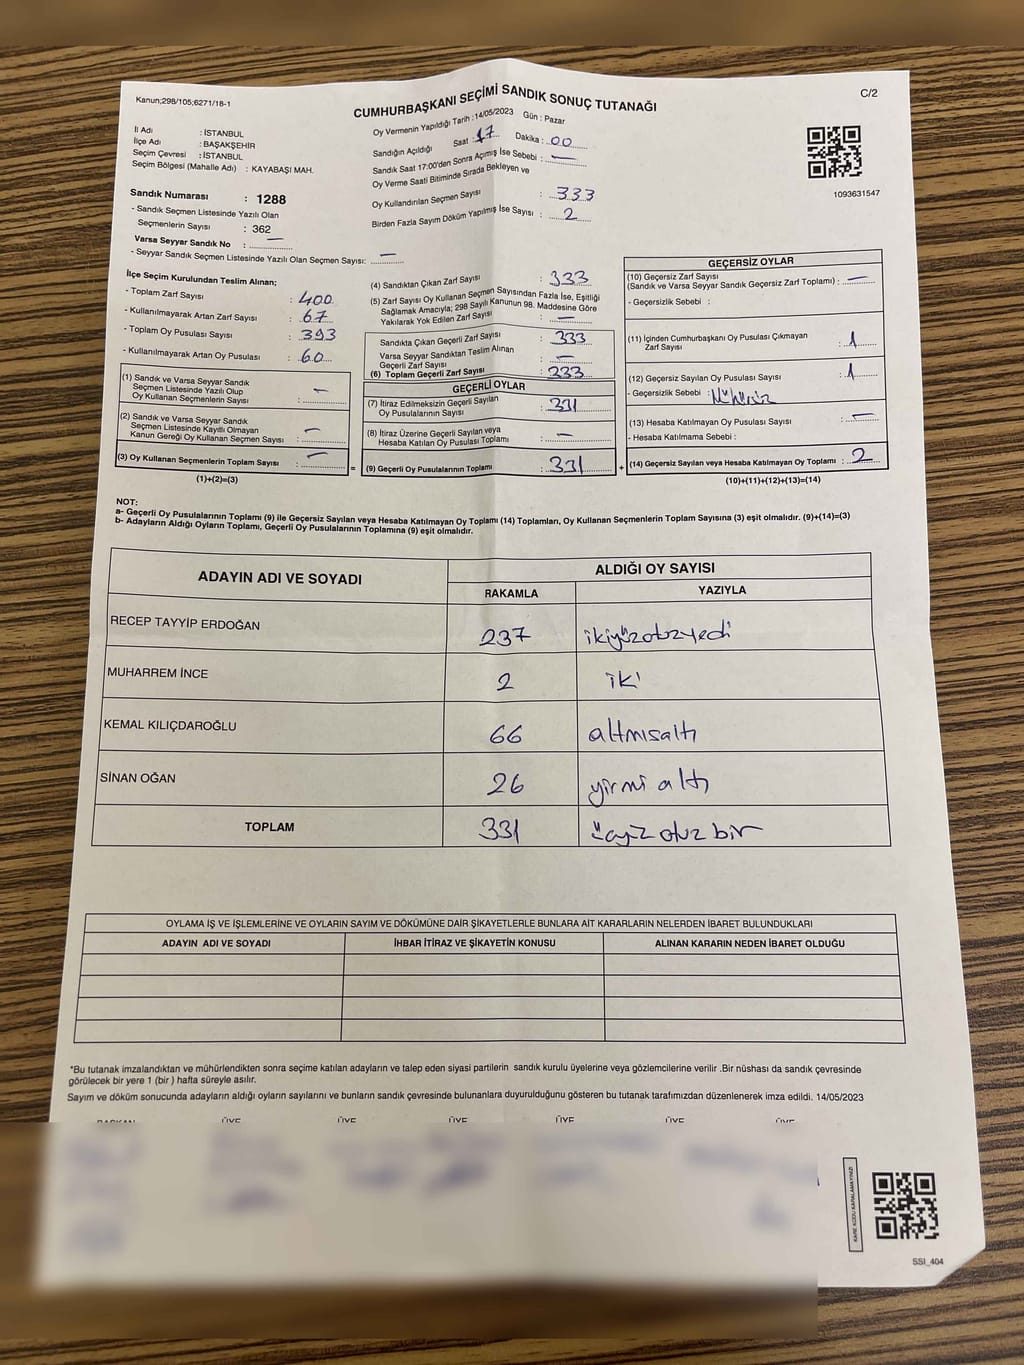 Kanun;298/105;6271/18-1
C/2
CUMHURBAŞKANI SEÇİMİ SANDIK SONUÇ TUTANAĞI
Oy Vermenin Yapıldığı Tarih :14/05/2023 Gün : Pazar
İl Adı : İSTANBUL
İlçe Adı : BAŞAKŞEHİR
Seçim Çevresi : İSTANBUL
Seçim Bölgesi (Mahalle Adı) : KAYABAŞI MAH.
Sandığın Açıldığı Saat : 17 Dakika : 00
Sandık Saat 17:00'den Sonra Açımış İse Sebebi : —
Oy Verme Saati Bitiminde Sırada Bekleyen ve
Oy Kullandırılan Seçmen Sayısı : 333
Birden Fazla Sayım Döküm Yapılmış İse Sayısı : 2
1093631547
Sandık Numarası : 1288
- Sandık Seçmen Listesinde Yazılı Olan
Seçmenlerin Sayısı : 362
Varsa Seyyar Sandık No : —
- Seyyar Sandık Seçmen Listesinde Yazılı Olan Seçmen Sayısı: —
İlçe Seçim Kurulundan Teslim Alınan;
- Toplam Zarf Sayısı : 400
- Kullanılmayarak Artan Zarf Sayısı : 67
- Toplam Oy Pusulası Sayısı : 393
- Kullanılmayarak Artan Oy Pusulası : 60
(1) Sandık ve Varsa Seyyar Sandık
Seçmen Listesinde Yazılı Olup
Oy Kullanan Seçmenlerin Sayısı : —
(2) Sandık ve Varsa Seyyar Sandık
Seçmen Listesinde Kayıtlı Olmayan
Kanun Gereği Oy Kullanan Seçmen Sayısı : —
(3) Oy Kullanan Seçmenlerin Toplam Sayısı : —
(1)+(2)=(3)
=
(4) Sandıktan Çıkan Zarf Sayısı : 333
(5) Zarf Sayısı Oy Kullanan Seçmen Sayısından Fazla İse, Eşitliği
Sağlamak Amacıyla; 298 Sayılı Kanunun 98. Maddesine Göre
Yakılarak Yok Edilen Zarf Sayısı : —
Sandıkta Çıkan Geçerli Zarf Sayısı : 333
Varsa Seyyar Sandıktan Teslim Alınan
Geçerli Zarf Sayısı : —
(6) Toplam Geçerli Zarf Sayısı : 333
GEÇERLİ OYLAR
(7) İtiraz Edilmeksizin Geçerli Sayılan
Oy Pusulalarının Sayısı : 331
(8) İtiraz Üzerine Geçerli Sayılan veya
Hesaba Katılan Oy Pusulası Toplamı : —
(9) Geçerli Oy Pusulalarının Toplamı : 331
+
GEÇERSİZ OYLAR
(10) Geçersiz Zarf Sayısı
(Sandık ve Varsa Seyyar Sandık Geçersiz Zarf Toplamı) : —
- Geçersizlik Sebebi :
(11) İçinden Cumhurbaşkanı Oy Pusulası Çıkmayan
Zarf Sayısı : 1
(12) Geçersiz Sayılan Oy Pusulası Sayısı : 1
- Geçersizlik Sebebi : Mühürsüz
(13) Hesaba Katılmayan Oy Pusulası Sayısı : —
- Hesaba Katılmama Sebebi :
(14) Geçersiz Sayılan veya Hesaba Katılmayan Oy Toplamı : 2
(10)+(11)+(12)+(13)=(14)
NOT:
a- Geçerli Oy Pusulalarının Toplamı (9) ile Geçersiz Sayılan veya Hesaba Katılmayan Oy Toplamı (14) Toplamları, Oy Kullanan Seçmenlerin Toplam Sayısına (3) eşit olmalıdır. (9)+(14)=(3)
b- Adayların Aldığı Oyların Toplamı, Geçerli Oy Pusulalarının Toplamına (9) eşit olmalıdır.
ADAYIN ADI VE SOYADI
ALDIĞI OY SAYISI
RAKAMLA YAZIYLA
RECEP TAYYİP ERDOĞAN 237 ikiyüzotuzyedi
MUHARREM İNCE 2 iki
KEMAL KILIÇDAROĞLU 66 altmısaltı
SİNAN OĞAN 26 yirmi altı
TOPLAM 331 üçyüz otuz bir
OYLAMA İŞ VE İŞLEMLERİNE VE OYLARIN SAYIM VE DÖKÜMÜNE DAİR ŞİKAYETLERLE BUNLARA AİT KARARLARIN NELERDEN İBARET BULUNDUKLARI
ADAYIN ADI VE SOYADI İHBAR İTİRAZ VE ŞİKAYETİN KONUSU ALINAN KARARIN NEDEN İBARET OLDUĞU
*Bu tutanak imzalandıktan ve mühürlendikten sonra seçime katılan adayların ve talep eden siyasi partilerin sandık kurulu üyelerine veya gözlemcilerine verilir .Bir nüshası da sandık çevresinde
görülecek bir yere 1 (bir ) hafta süreyle asılır.
Sayım ve döküm sonucunda adayların aldığı oyların sayılarını ve bunların sandık çevresinde bulunanlara duyurulduğunu gösteren bu tutanak tarafımızdan düzenlenerek imza edildi. 14/05/2023
BAŞKAN ÜYE ÜYE ÜYE ÜYE ÜYE ÜYE
KARE KODU KARALAMAYINIZ!
SSI_404